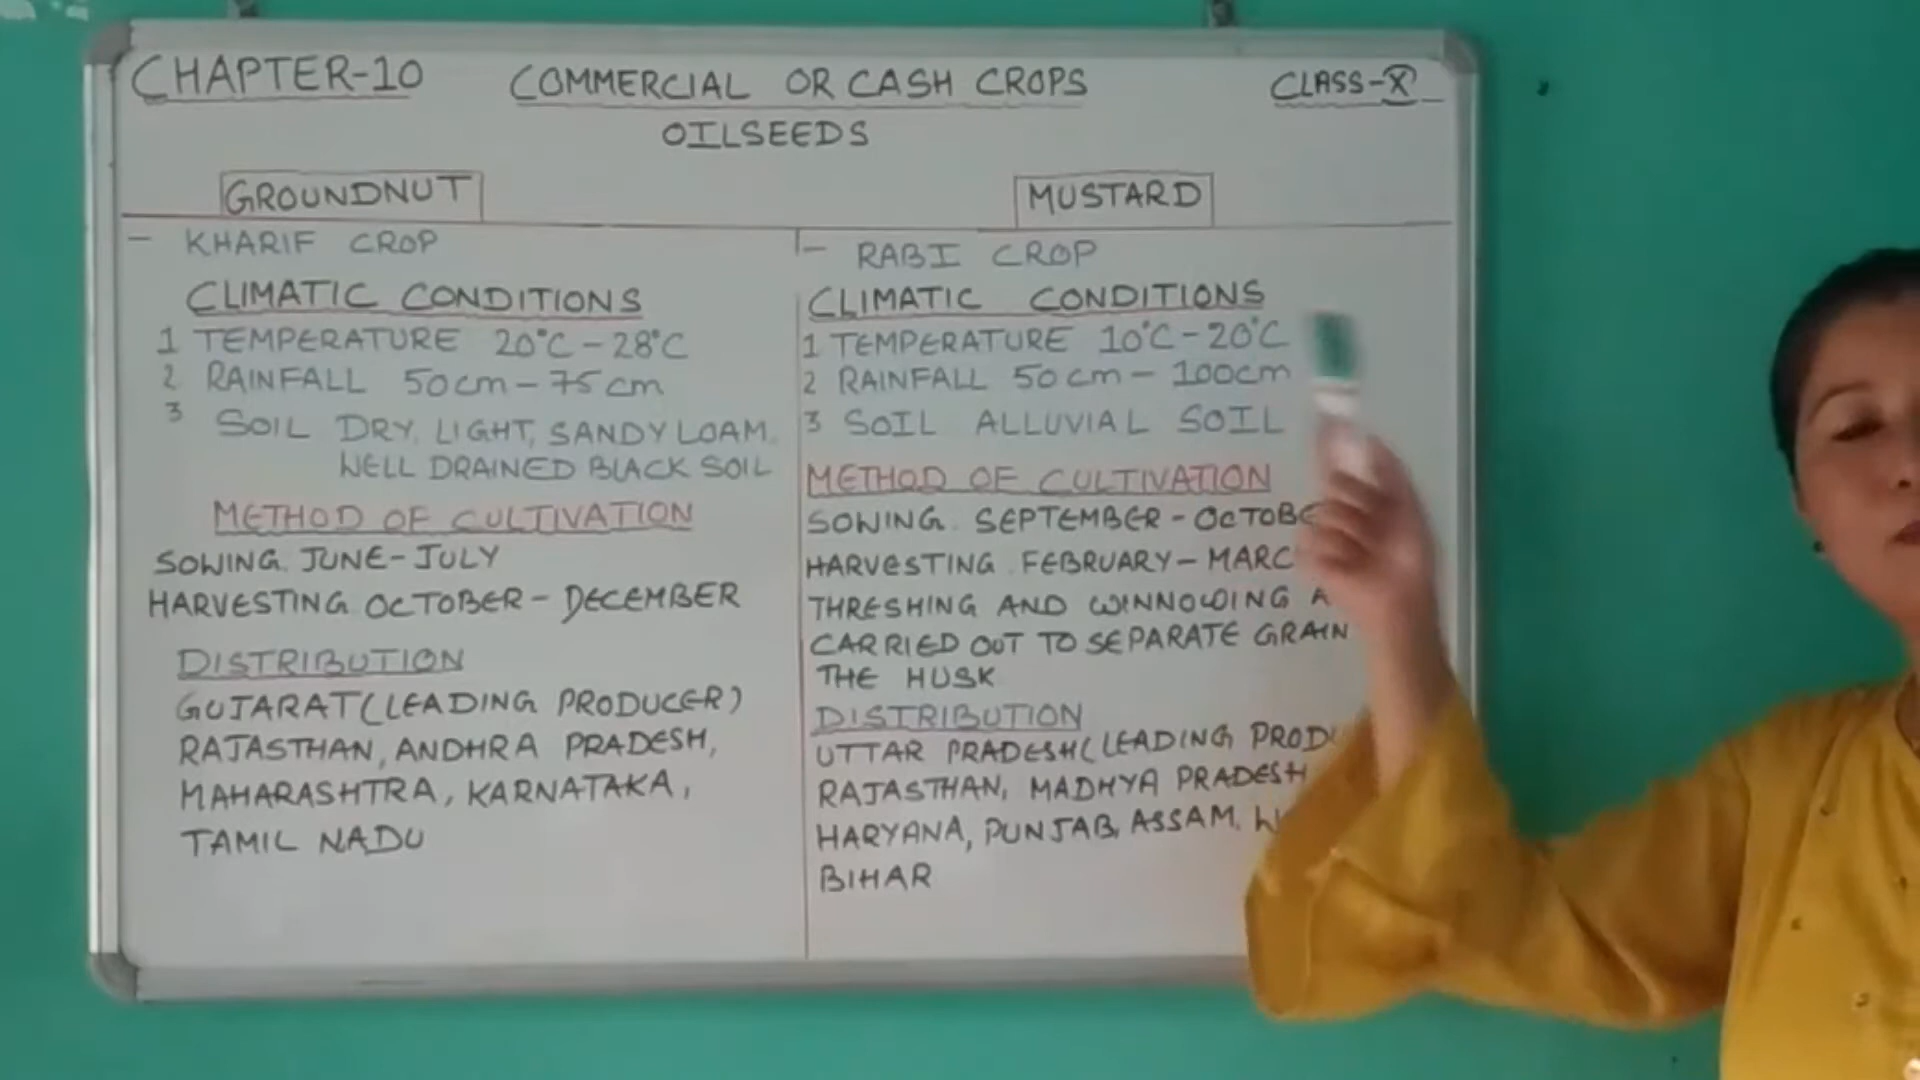 CHAPTER-10 COMMERCIAL OR CASH CROPS CLASS-X
OILSEEDS
GROUNDNUT
- KHARIF CROP
CLIMATIC CONDITIONS
1 TEMPERATURE 20°C-28°C
2 RAINFALL 50cm-75cm
3 SOIL DRY, LIGHT, SANDY LOAM.
WELL DRAINED BLACK SOIL
METHOD OF CULTIVATION
SOWING. JUNE-JULY
HARVESTING OCTOBER-DECEMBER
DISTRIBUTION
GUJARAT(LEADING PRODUCER)
RAJASTHAN, ANDHRA PRADESH,
MAHARASHTRA, KARNATAKA,
TAMIL NADU
MUSTARD
- RABI CROP
CLIMATIC CONDITIONS
1 TEMPERATURE 10°C-20°C
2 RAINFALL 50cm-100cm
3 SOIL ALLUVIAL SOIL
METHOD OF CULTIVATION
SOWING. SEPTEMBER-
HARVESTING. FEBRUARY-
THRESHING AND WINNOWING
CARRIED OUT TO SEPARATE GRAIN
THE HUSK
DISTRIBUTION
UTTAR PRADESH(LEADING
RAJASTHAN, MADHYA PRADESH
HARYANA, PUNJAB, ASSAM.
BIHAR